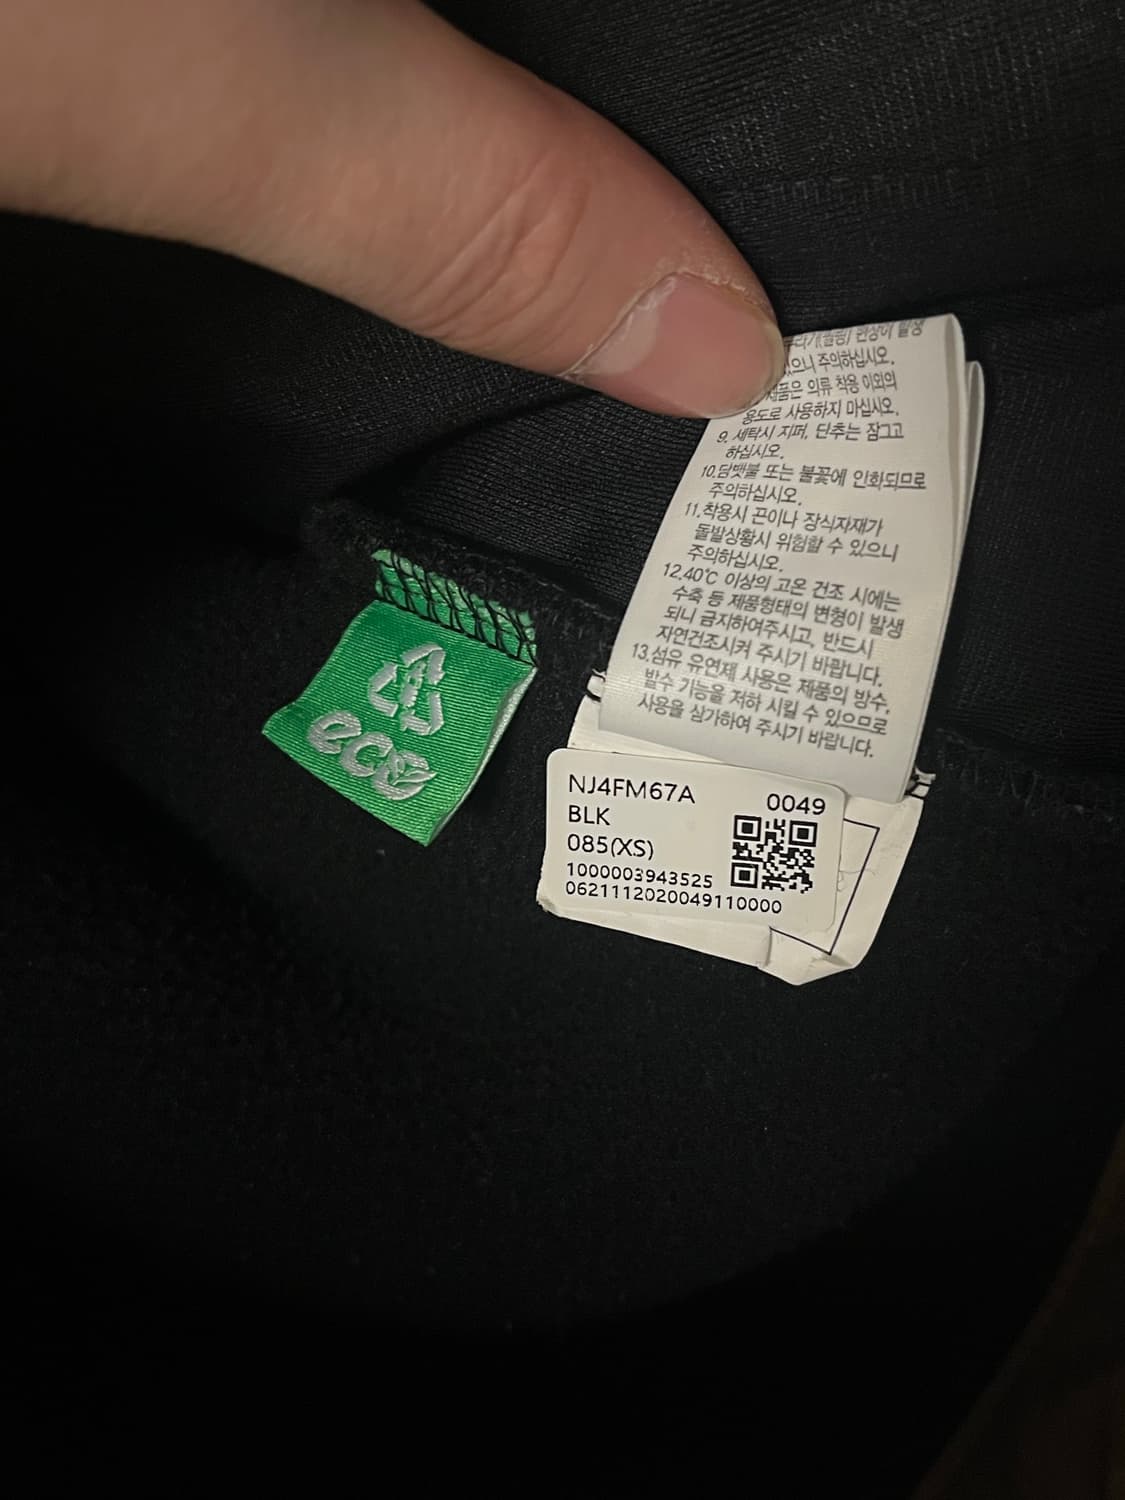 완성이 발생
있으니 주의하십시오.
제품은 의류 착용 이외의
용도로 사용하지 마십시오.
9. 세탁시 지퍼, 단추는 잠그고
하십시오.
10.담뱃불 또는 불꽃에 인화되므로
주의하십시오.
11.착용시 끈이나 장식자재가
돌발상황시 위험할 수 있으니
주의하십시오.
12.40℃ 이상의 고온 건조 시에는
수축 등 제품형태의 변형이 발생
되니 금지하여주시고, 반드시
자연건조시켜 주시기 바랍니다.
13.섬유 유연제 사용은 제품의 방수,
발수 기능을 저하 시킬 수 있으므로
사용을 삼가하여 주시기 바랍니다.
eco
NJ4FM67A
0049
BLK
085(XS)
1000003943525
0621112020049110000